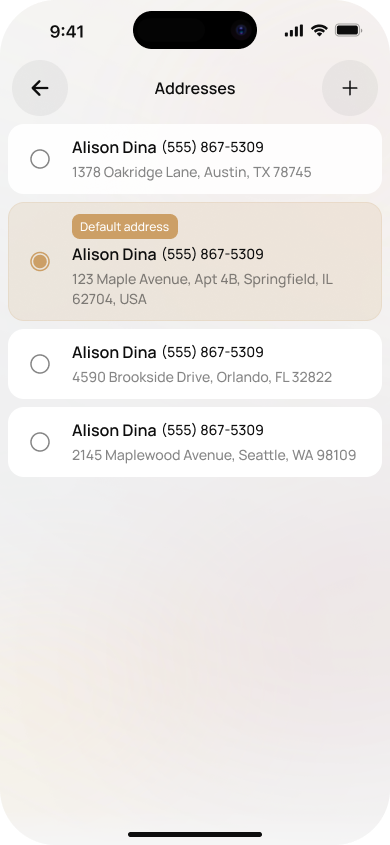 9:41
Addresses
Alison Dina (555) 867-5309
1378 Oakridge Lane, Austin, TX 78745
Default address
Alison Dina (555) 867-5309
123 Maple Avenue, Apt 4B, Springfield, IL
62704, USA
Alison Dina (555) 867-5309
4590 Brookside Drive, Orlando, FL 32822
Alison Dina (555) 867-5309
2145 Maplewood Avenue, Seattle, WA 98109